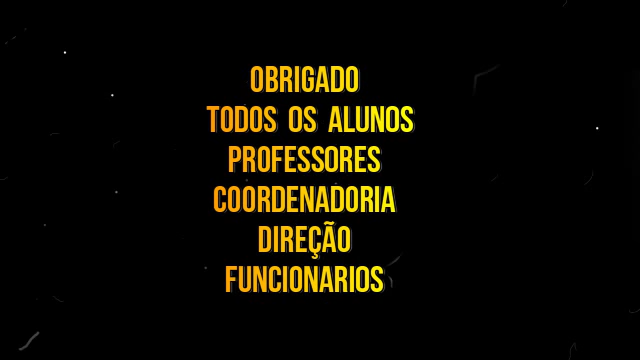 OBRIGADO
TODOS OS ALUNOS
PROFESSORES
COORDENADORIA
DIREÇÃO
FUNCIONARIOS